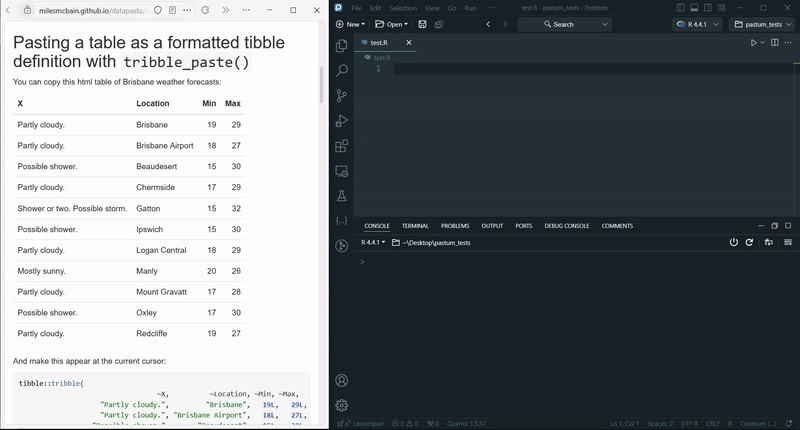 milesmcbain.github.io/datapasta/
Pasting a table as a formatted tibble
definition with tribble_paste()
You can copy this html table of Brisbane weather forecasts:
X Location Min Max
Partly cloudy. Brisbane 19 29
Partly cloudy. Brisbane Airport 18 27
Possible shower. Beaudesert 15 30
Partly cloudy. Chermside 17 29
Shower or two. Possible storm. Gatton 15 32
Possible shower. Ipswich 15 30
Partly cloudy. Logan Central 18 29
Mostly sunny. Manly 20 26
Partly cloudy. Mount Gravatt 17 28
Possible shower. Oxley 17 30
Partly cloudy. Redcliffe 19 27
And make this appear at the current cursor:
tibble::tribble(
~X, ~Location, ~Min, ~Max,
"Partly cloudy.", "Brisbane", 19L, 29L,
"Partly cloudy.", "Brisbane Airport", 18L, 27L,
File Edit Selection View Go Run ··· test.R - pastum_tests - Positron
New Open Search R 4.4.1 pastum_tests
test.R
test.R
1
CONSOLE TERMINAL PROBLEMS OUTPUT PORTS DEBUG CONSOLE COMMENTS
R 4.4.1 ~\Desktop\pastum_tests
>
Launchpad 0 0 0 Quarto: 1.5.57 Ln 1, Col 1 Spaces: 2 UTF-8 CRLF R Codeium: {...}